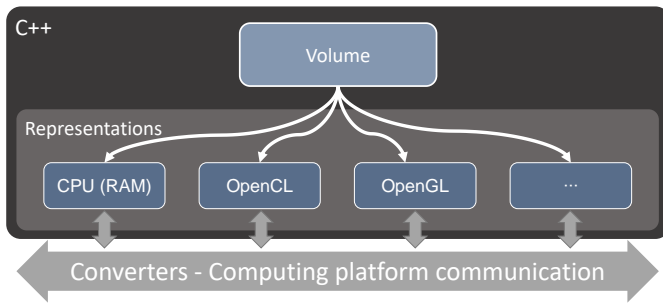 C++
Volume
Representations
CPU (RAM)
OpenCL
OpenGL
...
Converters - Computing platform communication